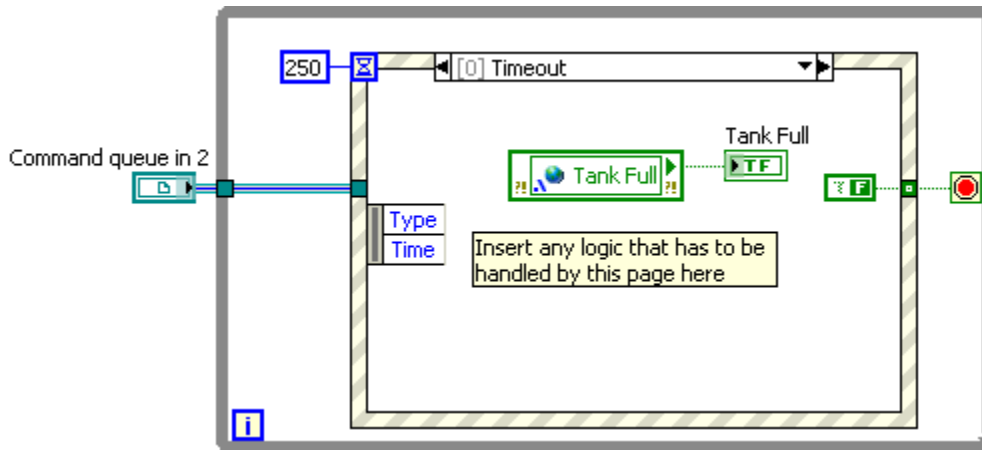 250
[0] Timeout
Command queue in 2
Tank Full
?! Tank Full ?!
TF
F
Type
Time
Insert any logic that has to be
handled by this page here
i